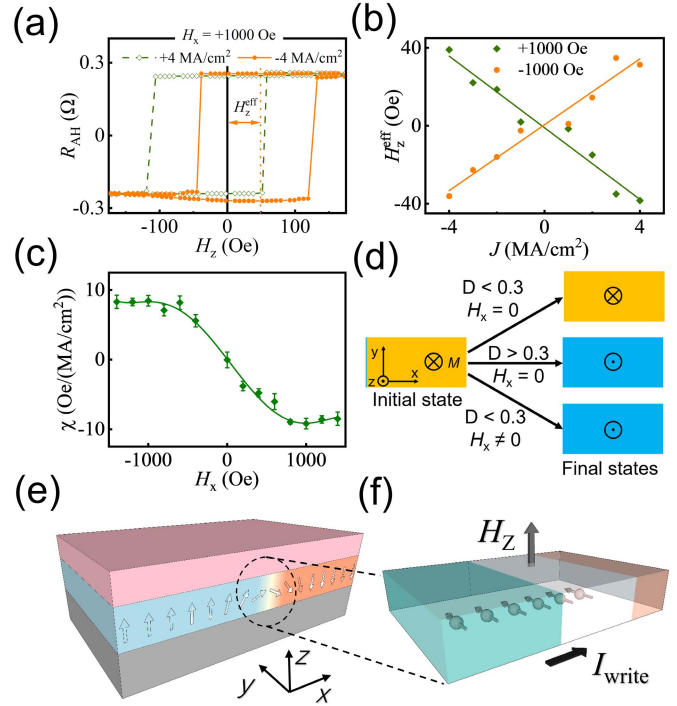 (a)
H_x = +1000 Oe
+4 MA/cm² -4 MA/cm²
H_z^eff
R_AH (Ω)
0.3
0
-0.3
-100 0 100
H_z (Oe)
(b)
+1000 Oe
-1000 Oe
H_z^eff (Oe)
40
0
-40
-4 0 4
J (MA/cm²)
(c)
χ (Oe/(MA/cm²))
10
0
-10
-1000 0 1000
H_x (Oe)
(d)
D < 0.3
H_x = 0
D > 0.3
H_x = 0
D < 0.3
H_x ≠ 0
y
z x
M
Initial state
Final states
(e)
y z x
(f)
H_Z
I_write